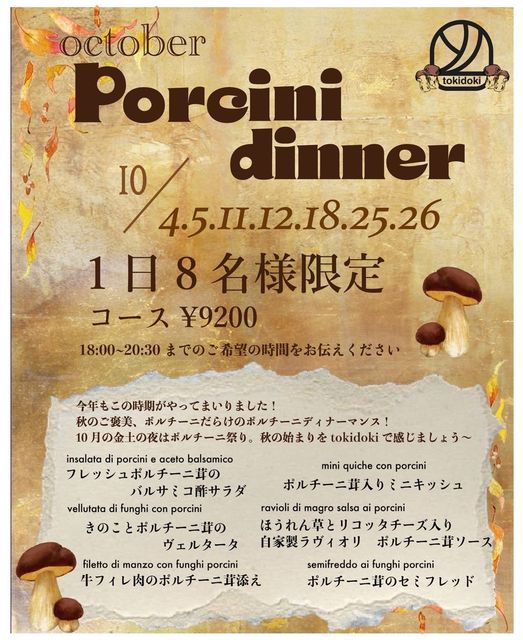 october
tokidoki
Porcini
dinner
10/4.5.11.12.18.25.26
1日8名様限定
コース ¥9200
18:00~20:30 までのご希望の時間をお伝えください
今年もこの時期がやってまいりました！
秋のご褒美、ポルチーニだらけのポルチーニディナーマンス！
10月の金土の夜はポルチーニ祭り。秋の始まりをtokidokiで感じましょう〜
insalata di porcini e aceto balsamico
フレッシュポルチーニ茸の
バルサミコ酢サラダ
mini quiche con porcini
ポルチーニ茸入りミニキッシュ
vellutata di funghi con porcini
きのことポルチーニ茸の
ヴェルタータ
ravioli di magro salsa ai porcini
ほうれん草とリコッタチーズ入り
自家製ラヴィオリ　ポルチーニ茸ソース
filetto di manzo con funghi porcini
牛フィレ肉のポルチーニ茸添え
semifreddo ai funghi porcini
ポルチーニ茸のセミフレッド